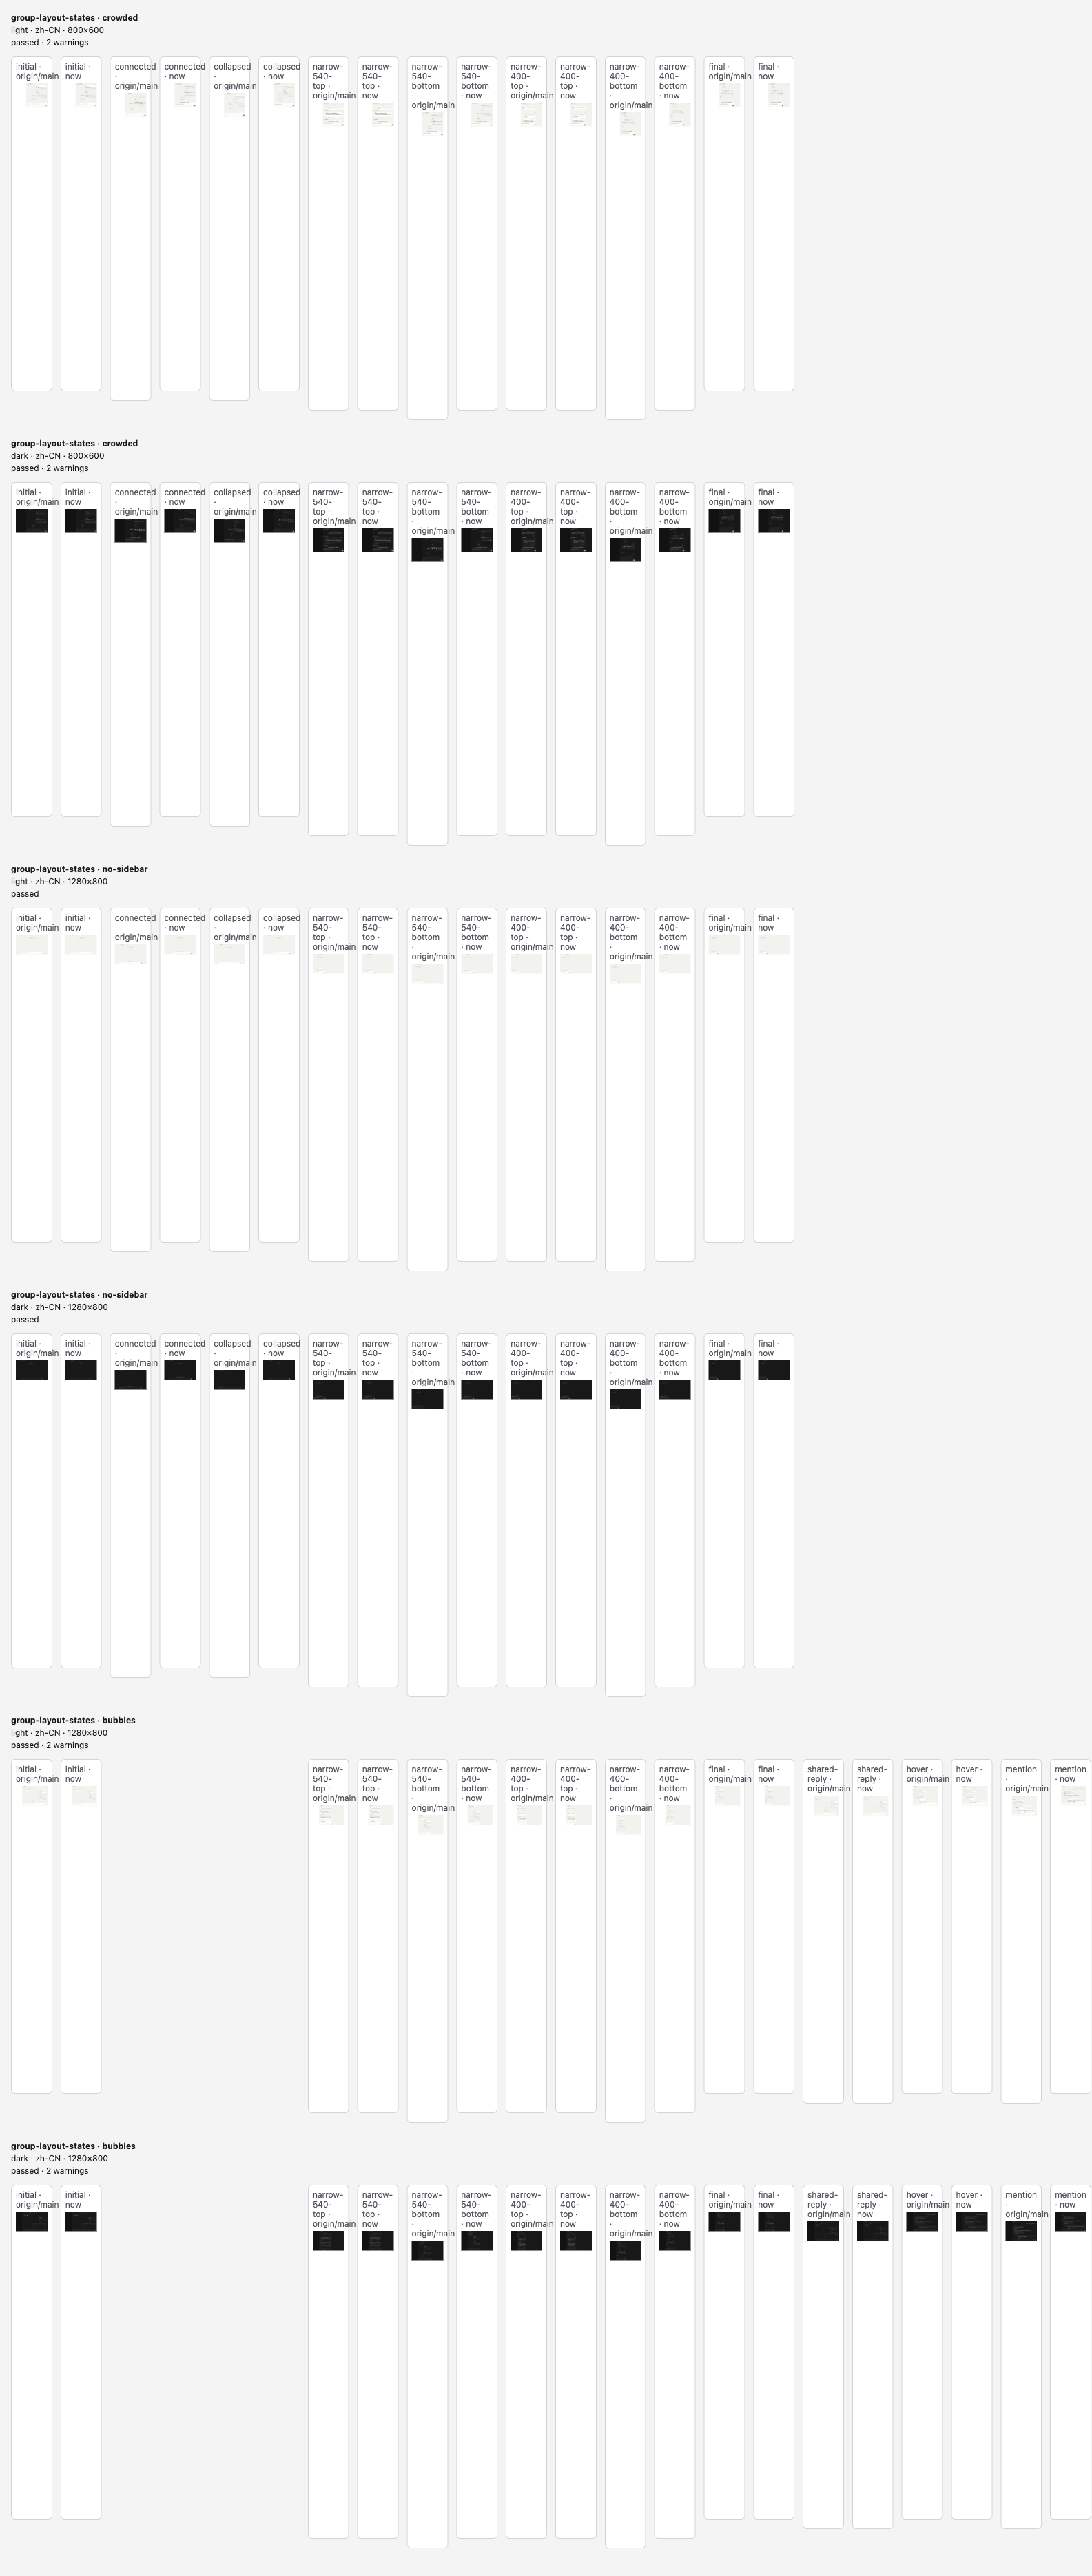 group-layout-states · crowded
light · zh-CN · 800×600
passed · 2 warnings
initial ·
origin/main
initial ·
now
connected
·
origin/main
connected
· now
collapsed
·
origin/main
collapsed
· now
narrow-
540-
top ·
origin/main
narrow-
540-
top ·
now
narrow-
540-
bottom
·
origin/main
narrow-
540-
bottom
· now
narrow-
400-
top ·
origin/main
narrow-
400-
top ·
now
narrow-
400-
bottom
·
origin/main
narrow-
400-
bottom
· now
final ·
origin/main
final ·
now
group-layout-states · crowded
dark · zh-CN · 800×600
passed · 2 warnings
initial ·
origin/main
initial ·
now
connected
·
origin/main
connected
· now
collapsed
·
origin/main
collapsed
· now
narrow-
540-
top ·
origin/main
narrow-
540-
top ·
now
narrow-
540-
bottom
·
origin/main
narrow-
540-
bottom
· now
narrow-
400-
top ·
origin/main
narrow-
400-
top ·
now
narrow-
400-
bottom
·
origin/main
narrow-
400-
bottom
· now
final ·
origin/main
final ·
now
group-layout-states · no-sidebar
light · zh-CN · 1280×800
passed
initial ·
origin/main
initial ·
now
connected
·
origin/main
connected
· now
collapsed
·
origin/main
collapsed
· now
narrow-
540-
top ·
origin/main
narrow-
540-
top ·
now
narrow-
540-
bottom
·
origin/main
narrow-
540-
bottom
· now
narrow-
400-
top ·
origin/main
narrow-
400-
top ·
now
narrow-
400-
bottom
·
origin/main
narrow-
400-
bottom
· now
final ·
origin/main
final ·
now
group-layout-states · no-sidebar
dark · zh-CN · 1280×800
passed
initial ·
origin/main
initial ·
now
connected
·
origin/main
connected
· now
collapsed
·
origin/main
collapsed
· now
narrow-
540-
top ·
origin/main
narrow-
540-
top ·
now
narrow-
540-
bottom
·
origin/main
narrow-
540-
bottom
· now
narrow-
400-
top ·
origin/main
narrow-
400-
top ·
now
narrow-
400-
bottom
·
origin/main
narrow-
400-
bottom
· now
final ·
origin/main
final ·
now
group-layout-states · bubbles
light · zh-CN · 1280×800
passed · 2 warnings
initial ·
origin/main
initial ·
now
narrow-
540-
top ·
origin/main
narrow-
540-
top ·
now
narrow-
540-
bottom
·
origin/main
narrow-
540-
bottom
· now
narrow-
400-
top ·
origin/main
narrow-
400-
top ·
now
narrow-
400-
bottom
·
origin/main
narrow-
400-
bottom
· now
final ·
origin/main
final ·
now
shared-
reply ·
origin/main
shared-
reply ·
now
hover ·
origin/main
hover ·
now
mention
·
origin/main
mention
· now
group-layout-states · bubbles
dark · zh-CN · 1280×800
passed · 2 warnings
initial ·
origin/main
initial ·
now
narrow-
540-
top ·
origin/main
narrow-
540-
top ·
now
narrow-
540-
bottom
·
origin/main
narrow-
540-
bottom
· now
narrow-
400-
top ·
origin/main
narrow-
400-
top ·
now
narrow-
400-
bottom
·
origin/main
narrow-
400-
bottom
· now
final ·
origin/main
final ·
now
shared-
reply ·
origin/main
shared-
reply ·
now
hover ·
origin/main
hover ·
now
mention
·
origin/main
mention
· now